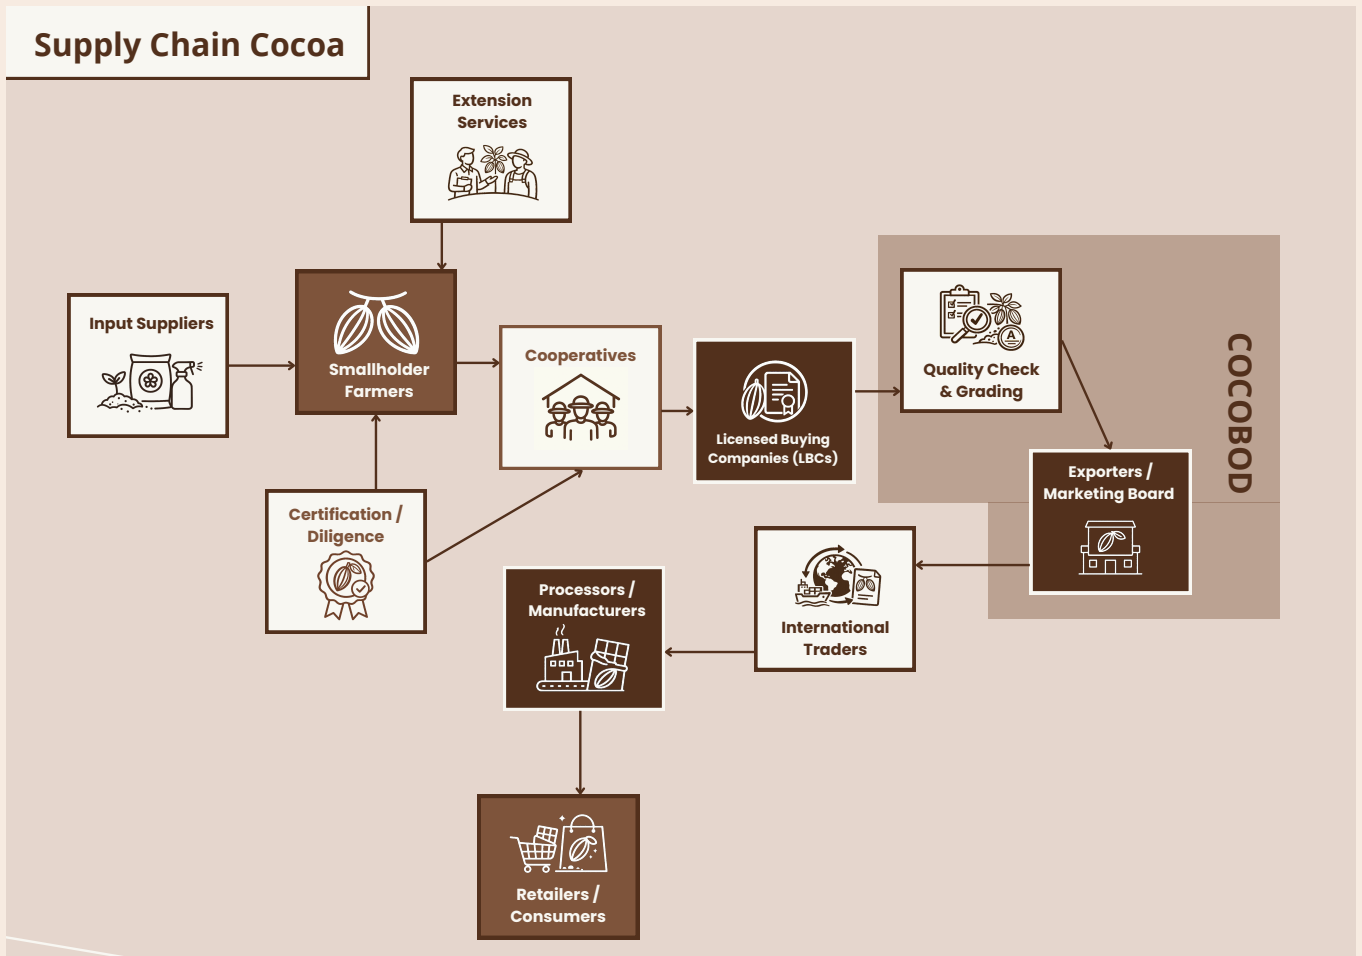 Supply Chain Cocoa
Extension
Services
Input Suppliers
Smallholder
Farmers
Cooperatives
Certification /
Diligence
Licensed Buying
Companies (LBCs)
Quality Check
& Grading
A
COCOBOD
Exporters /
Marketing Board
International
Traders
Processors /
Manufacturers
Retailers /
Consumers